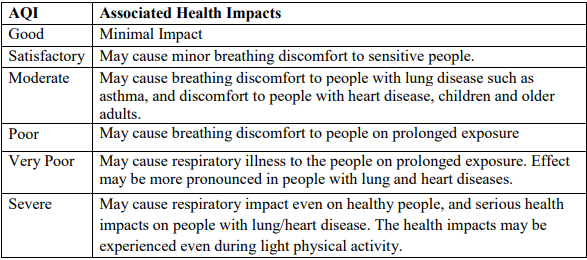 AQI Associated Health Impacts
Good Minimal Impact
Satisfactory May cause minor breathing discomfort to sensitive people.
Moderate May cause breathing discomfort to people with lung disease such as
asthma, and discomfort to people with heart disease, children and older
adults.
Poor May cause breathing discomfort to people on prolonged exposure
Very Poor May cause respiratory illness to the people on prolonged exposure. Effect
may be more pronounced in people with lung and heart diseases.
Severe May cause respiratory impact even on healthy people, and serious health
impacts on people with lung/heart disease. The health impacts may be
experienced even during light physical activity.